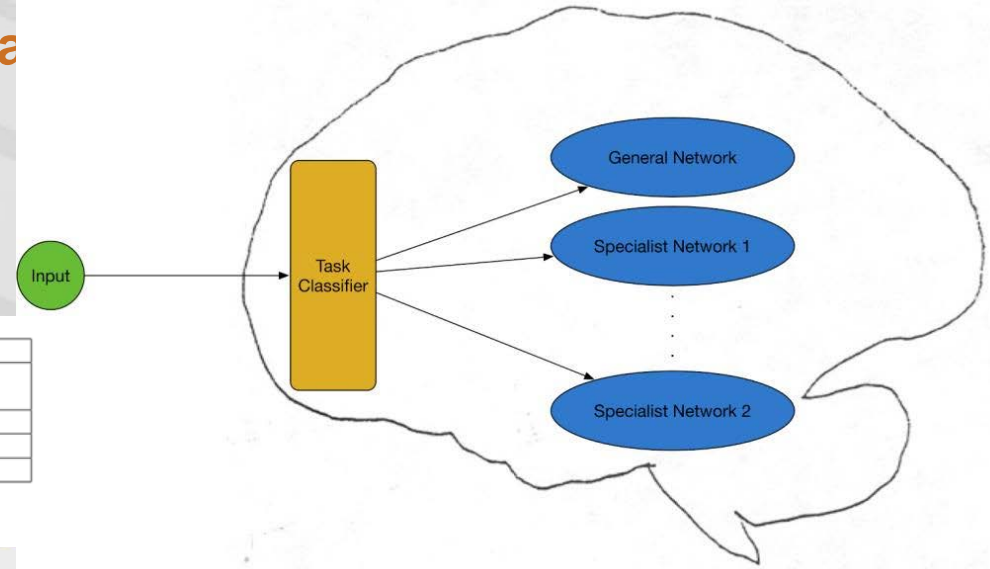 a
General Network
Specialist Network 1
Input
Task
Classifier
Specialist Network 2